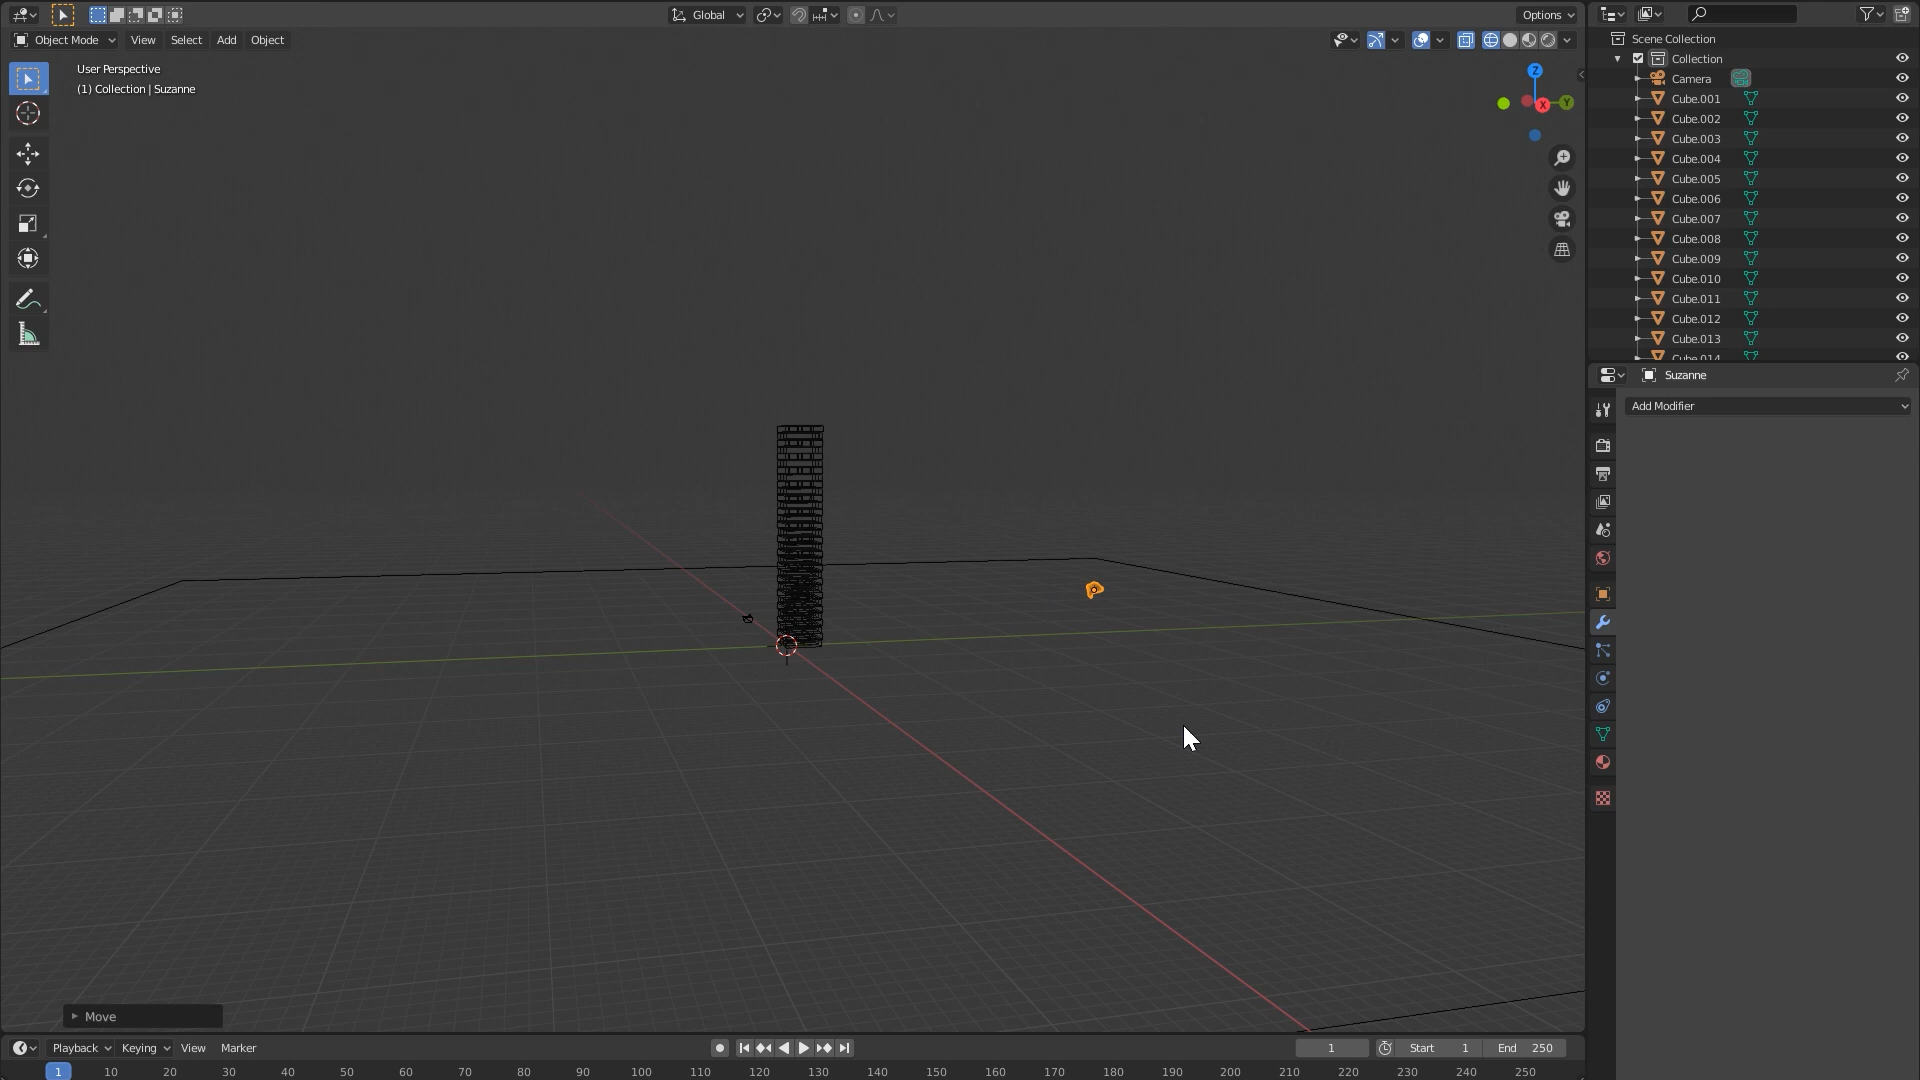 Global
Options
Object Mode
View
Select
Add
Object
User Perspective
(1) Collection | Suzanne
Z
X
Y
Scene Collection
Collection
Camera
Cube.001
Cube.002
Cube.003
Cube.004
Cube.005
Cube.006
Cube.007
Cube.008
Cube.009
Cube.010
Cube.011
Cube.012
Cube.013
Cube.014
Suzanne
Add Modifier
Move
Playback
Keying
View
Marker
1
Start 1
End 250
1 10 20 30 40 50 60 70 80 90 100 110 120 130 140 150 160 170 180 190 200 210 220 230 240 250